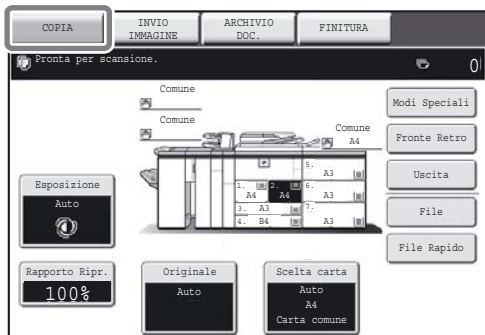 COPIA
INVIO
IMMAGINE
ARCHIVIO
DOC.
FINITURA
Pronta per scansione.
0
Comune
Comune
Comune
A4
Modi Speciali
Fronte Retro
Uscita
File
File Rapido
5.
A3
1.
A4
2.
A4
6.
A3
3. A3
7.
4. B4
A3
Esposizione
Auto
Rapporto Ripr.
100%
Originale
Auto
Scelta carta
Auto
A4
Carta comune